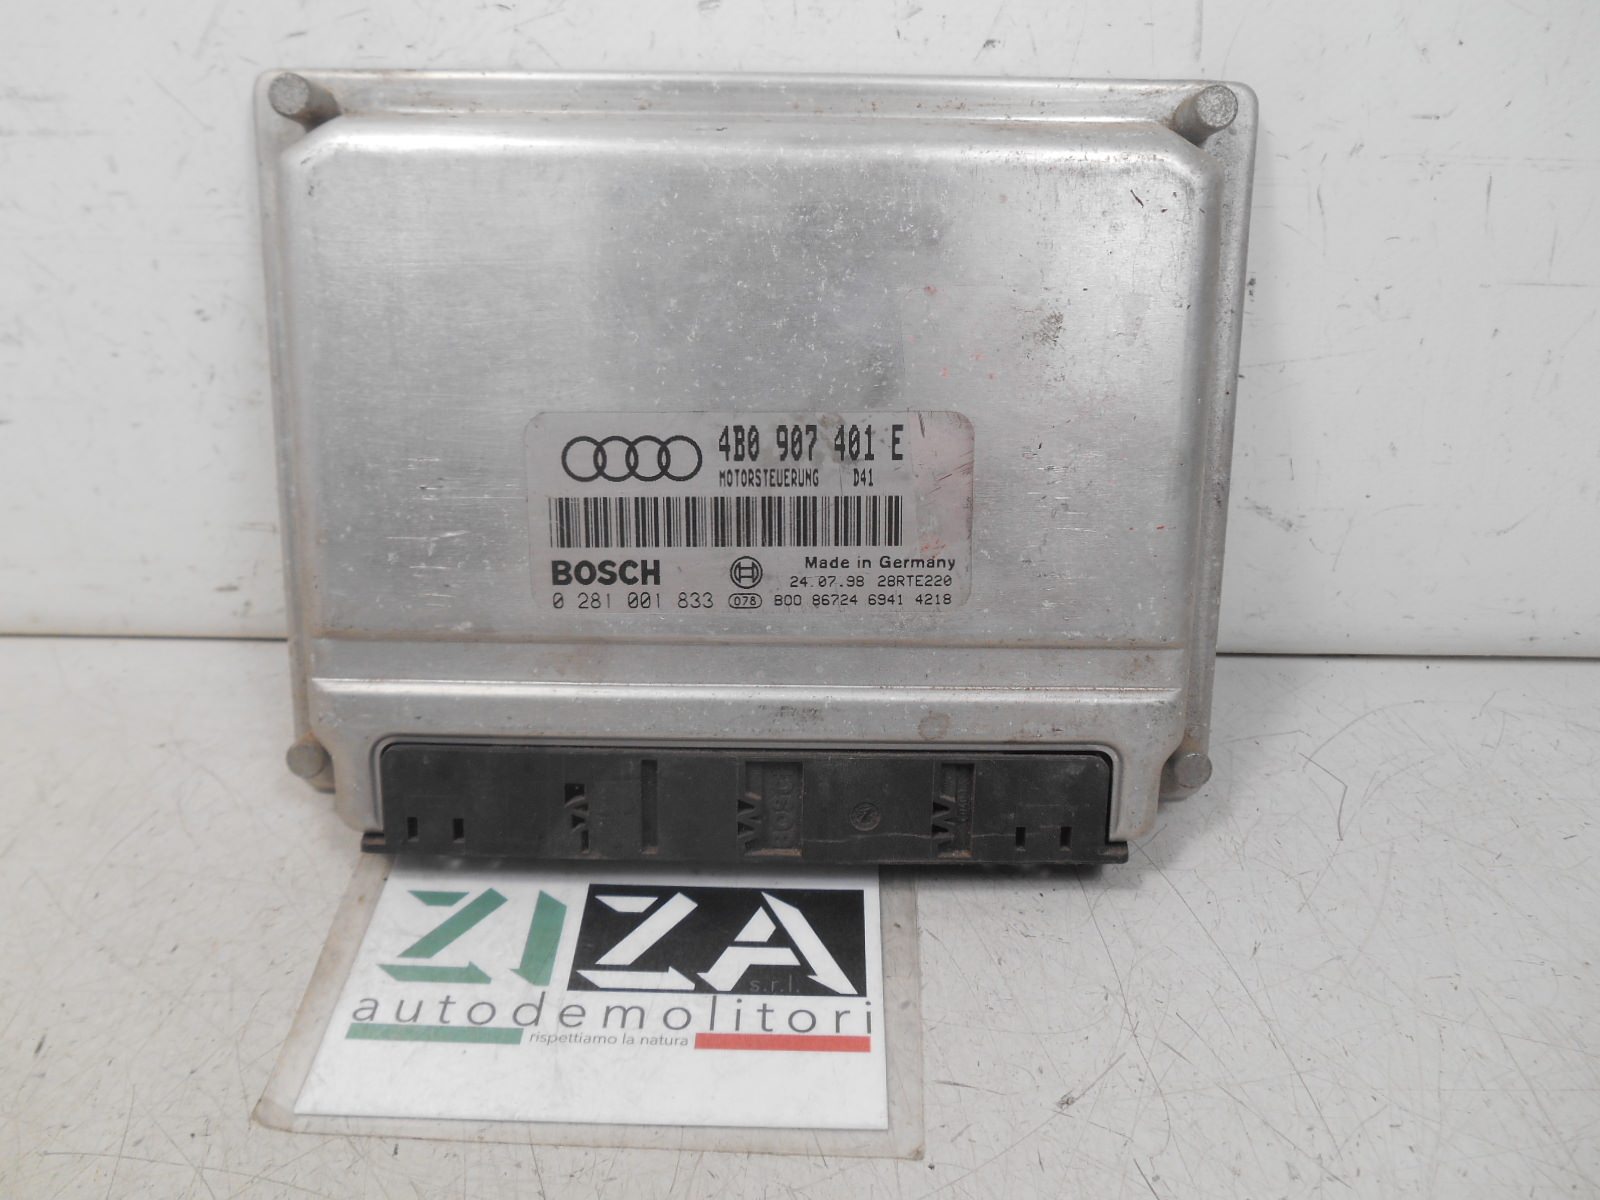 4B0 907 401 E
MOTORSTEUERUNG D41
BOSCH
Made in Germany
24.07.98 28RTE220
0 281 001 833 078 800 86724 6941 4218
ZIZA
s.r.l.
autodemolitori
rispettiamo la natura